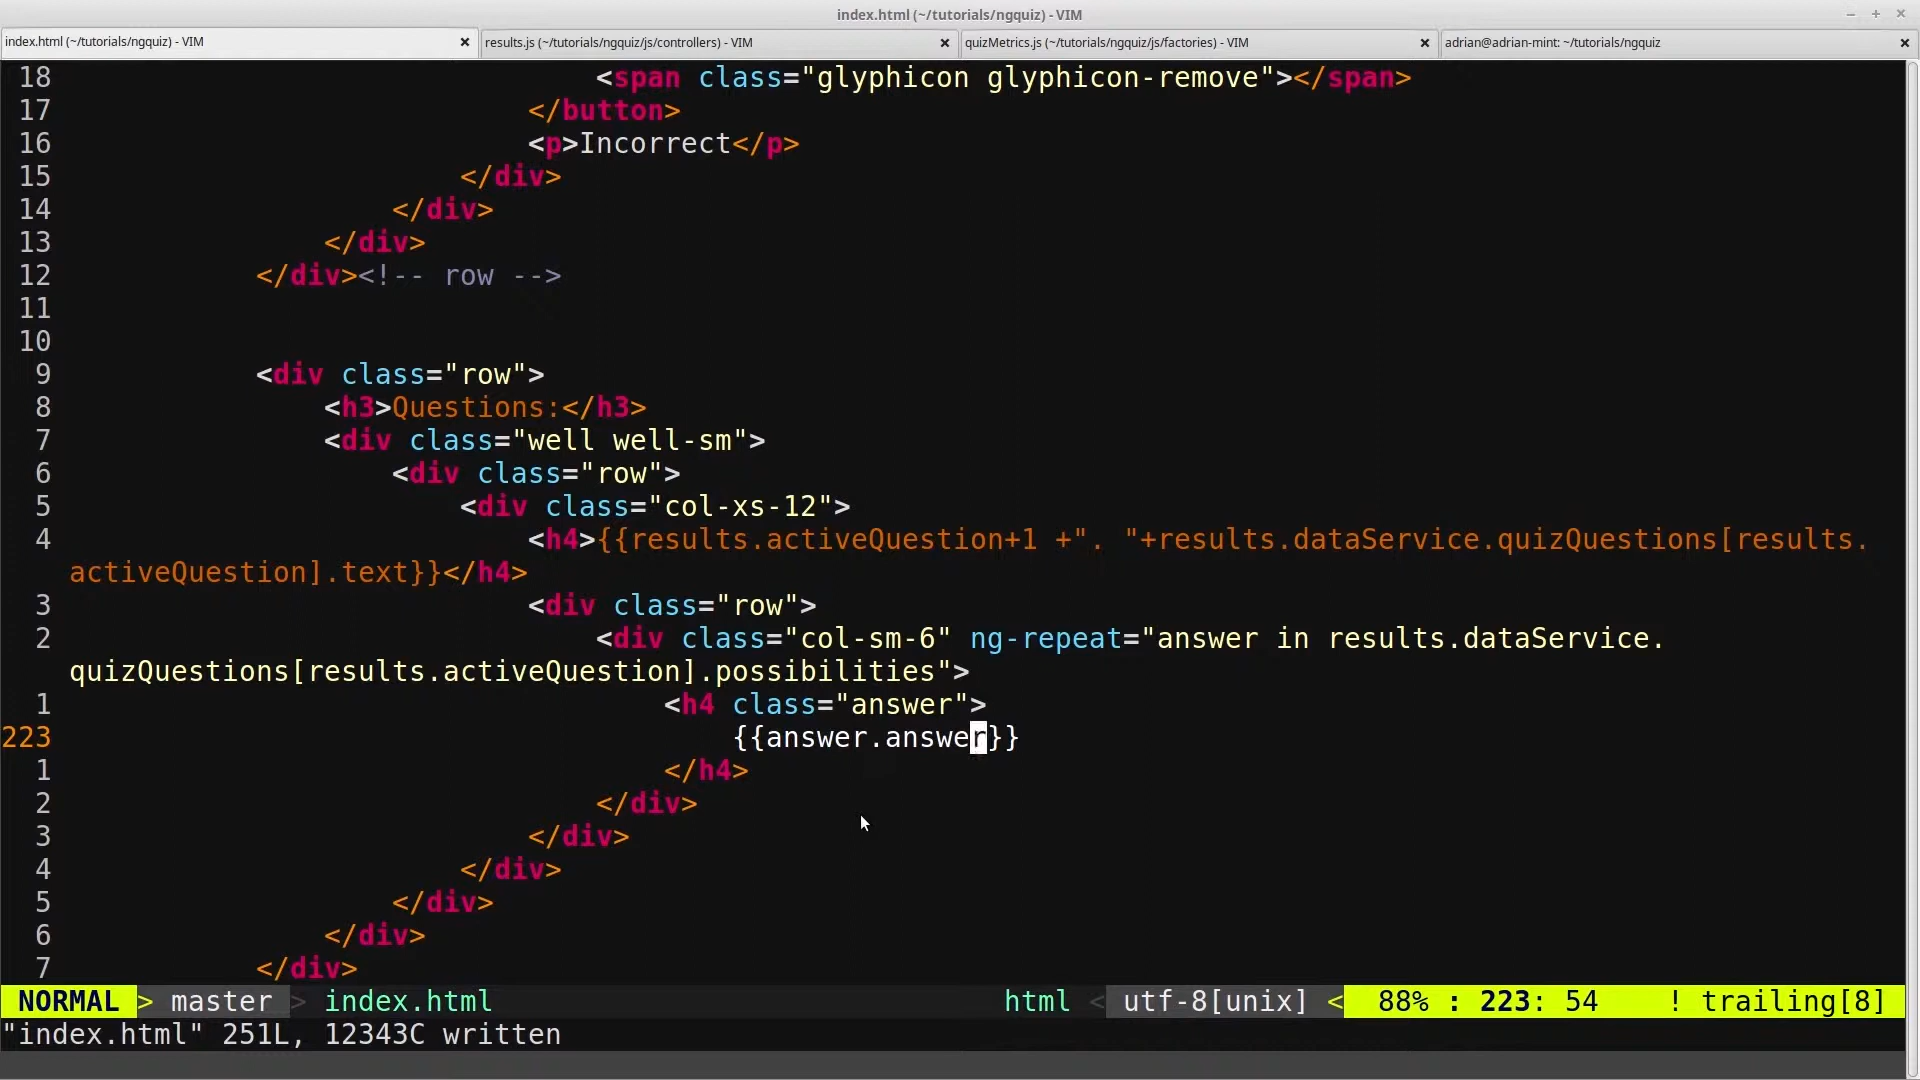 index.html (~/tutorials/ngquiz) - VIM
index.html (~/tutorials/ngquiz) - VIM
results.js (~/tutorials/ngquiz/js/controllers) - VIM
quizMetrics.js (~/tutorials/ngquiz/js/factories) - VIM
adrian@adrian-mint: ~/tutorials/ngquiz
18 <span class="glyphicon glyphicon-remove"></span>
17 </button>
16 <p>Incorrect</p>
15 </div>
14 </div>
13 </div>
12 </div><!-- row -->
11
10
9 <div class="row">
8 <h3>Questions:</h3>
7 <div class="well well-sm">
6 <div class="row">
5 <div class="col-xs-12">
4 <h4>{{results.activeQuestion+1 +". "+results.dataService.quizQuestions[results.
activeQuestion].text}}</h4>
3 <div class="row">
2 <div class="col-sm-6" ng-repeat="answer in results.dataService.
quizQuestions[results.activeQuestion].possibilities">
1 <h4 class="answer">
223 {{answer.answer}}
1 </h4>
2 </div>
3 </div>
4 </div>
5 </div>
6 </div>
7 </div>
NORMAL > master > index.html html < utf-8[unix] < 88% : 223: 54 ! trailing[8]
"index.html" 251L, 12343C written